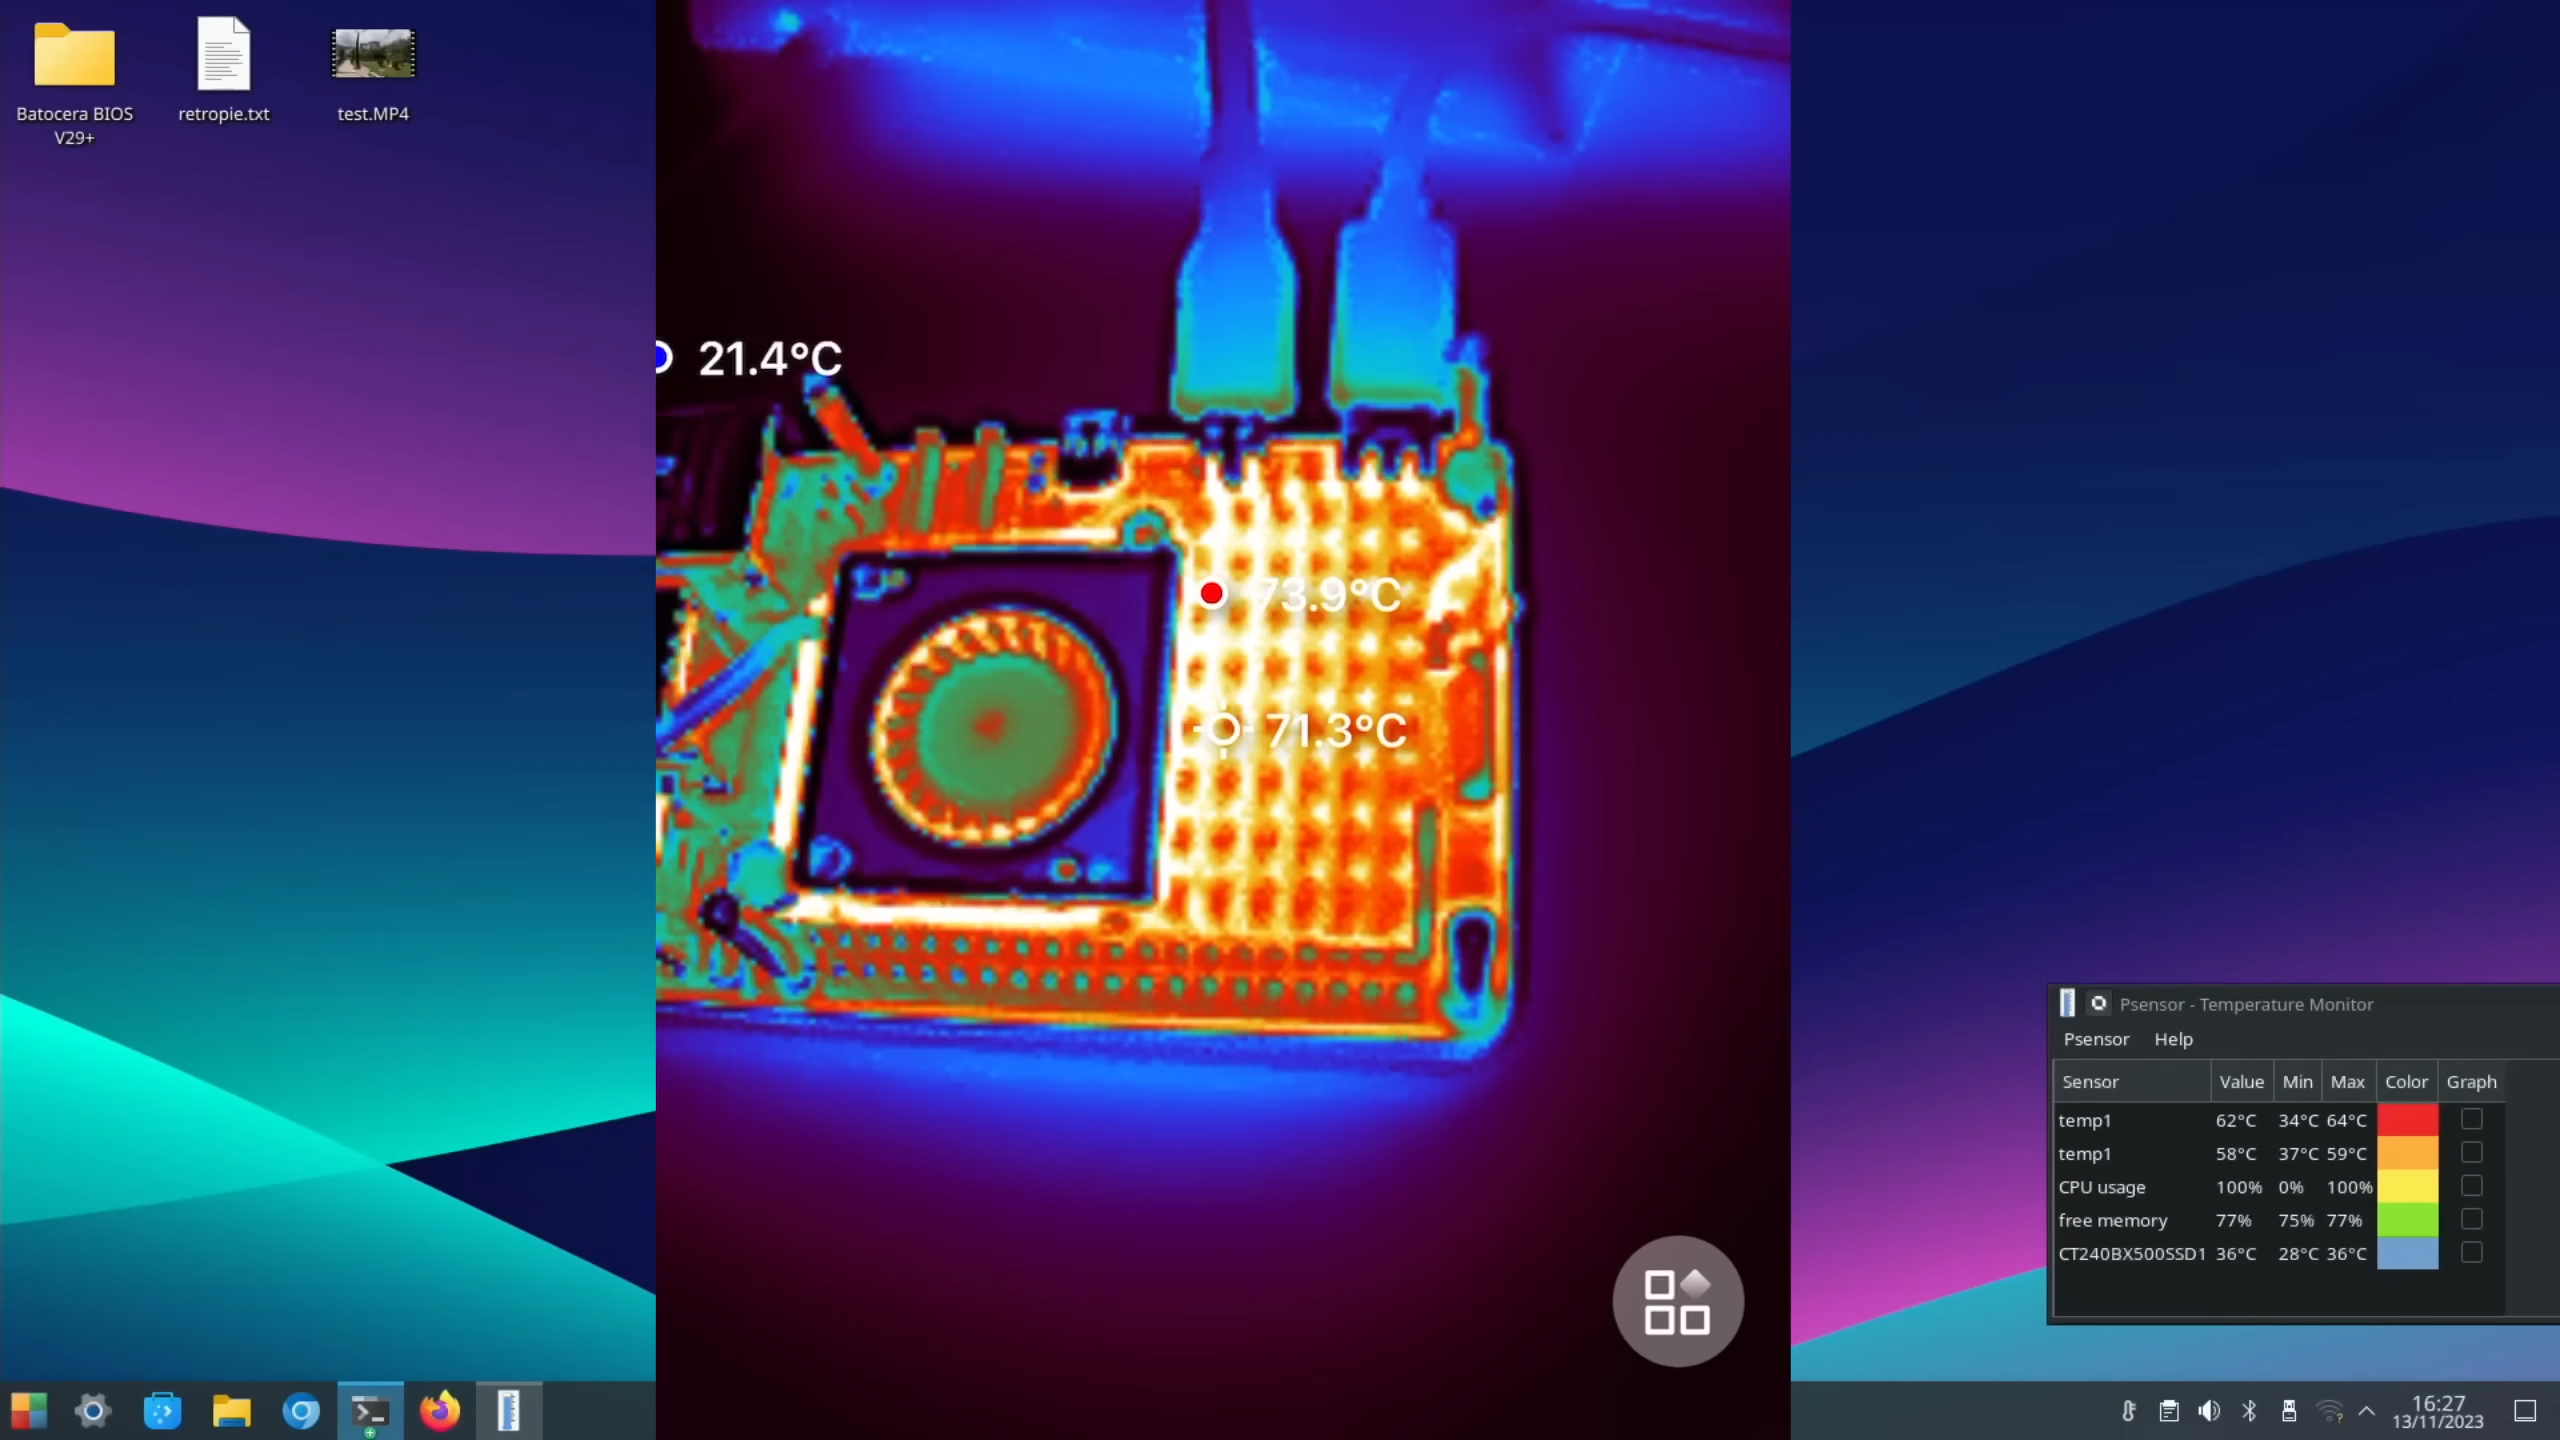 Batocera BIOS
V29+
retropie.txt
test.MP4
21.4°C
73.9°C
71.3°C
Psensor - Temperature Monitor
Psensor Help
Sensor Value Min Max Color Graph
temp1 62°C 34°C 64°C
temp1 58°C 37°C 59°C
CPU usage 100% 0% 100%
free memory 77% 75% 77%
CT240BX500SSD1 36°C 28°C 36°C
16:27
13/11/2023